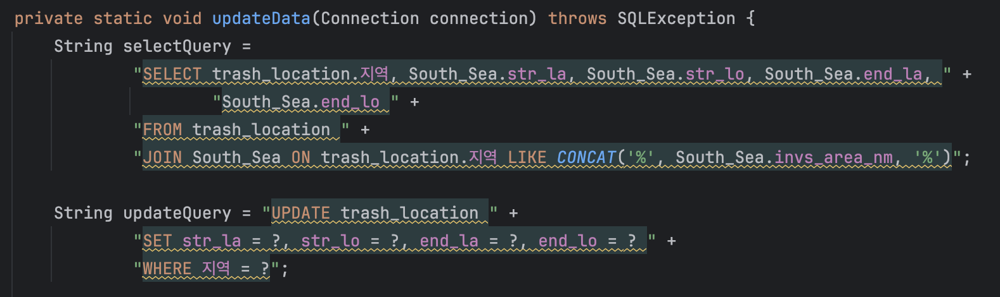 private static void updateData(Connection connection) throws SQLException {
String selectQuery =
"SELECT trash_location.지역, South_Sea.str_la, South_Sea.str_lo, South_Sea.end_la, " +
"South_Sea.end_lo " +
"FROM trash_location " +
"JOIN South_Sea ON trash_location.지역 LIKE CONCAT('%', South_Sea.invs_area_nm, '%')";
String updateQuery = "UPDATE trash_location " +
"SET str_la = ?, str_lo = ?, end_la = ?, end_lo = ? " +
"WHERE 지역 = ?";